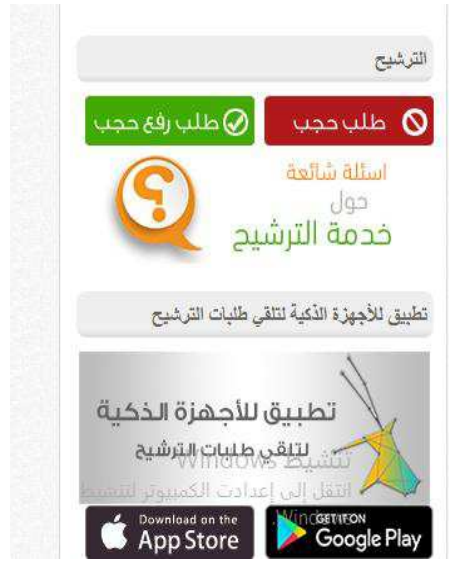 الترشيح
طلب حجب
طلب رفع حجب
اسئلة شائعة
حول
خدمة الترشيح
تطبيق للأجهزة الذكية لتلقي طلبات الترشيح
تطبيق للأجهزة الذكية
لتلقي طلبات الترشيح
تنشيط Windows
انتقل إلى إعدادات الكمبيوتر لتنشيط
Windows.
Download on the
App Store
GET IT ON
Google Play